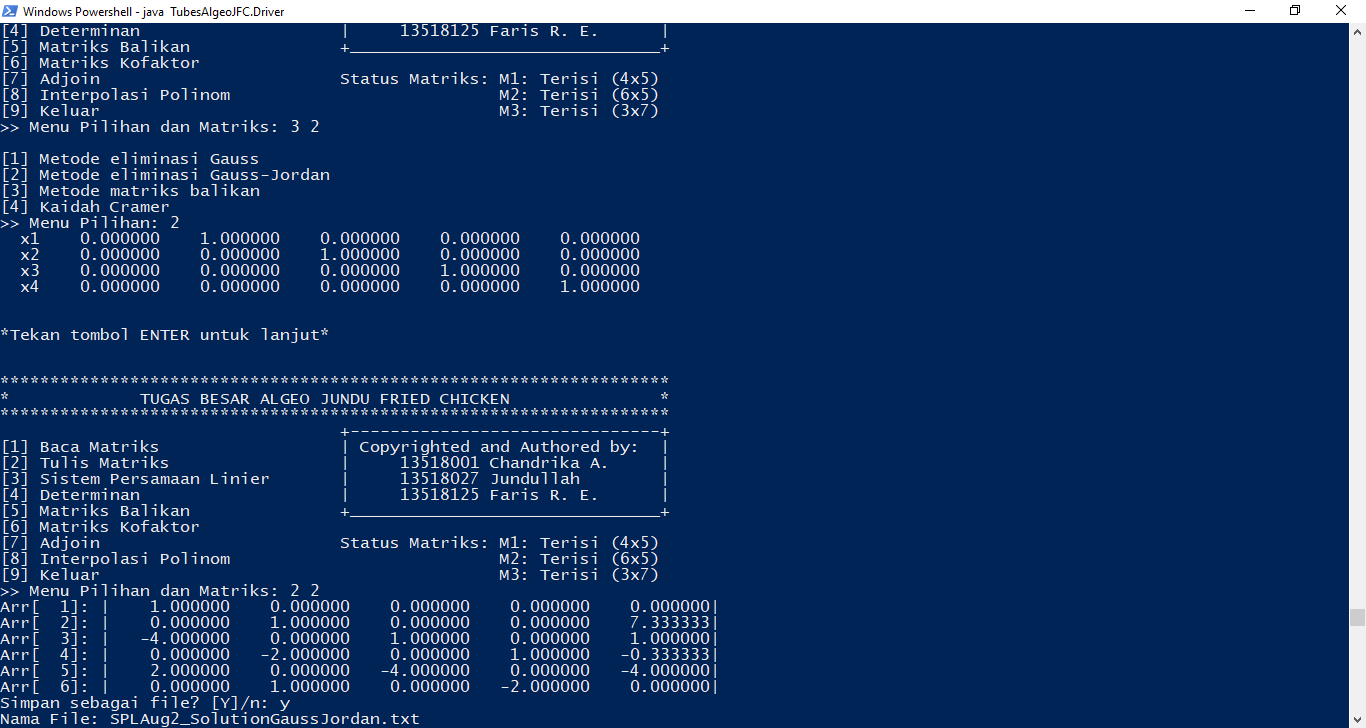 Windows Powershell - java  TubesAlgeoJFC.Driver
[4] Determinan                    |     13518125 Faris R. E.      |
[5] Matriks Balikan               +_______________________________+
[6] Matriks Kofaktor
[7] Adjoin                        Status Matriks: M1: Terisi (4x5)
[8] Interpolasi Polinom                           M2: Terisi (6x5)
[9] Keluar                                        M3: Terisi (3x7)
>> Menu Pilihan dan Matriks: 3 2
[1] Metode eliminasi Gauss
[2] Metode eliminasi Gauss-Jordan
[3] Metode matriks balikan
[4] Kaidah Cramer
>> Menu Pilihan: 2
  x1    0.000000    1.000000    0.000000    0.000000    0.000000
  x2    0.000000    0.000000    1.000000    0.000000    0.000000
  x3    0.000000    0.000000    0.000000    1.000000    0.000000
  x4    0.000000    0.000000    0.000000    0.000000    1.000000
*Tekan tombol ENTER untuk lanjut*
*******************************************************************
*             TUGAS BESAR ALGEO JUNDU FRIED CHICKEN               *
*******************************************************************
                                  +-------------------------------+
[1] Baca Matriks                  | Copyrighted and Authored by:  |
[2] Tulis Matriks                 |     13518001 Chandrika A.     |
[3] Sistem Persamaan Linier       |     13518027 Jundullah        |
[4] Determinan                    |     13518125 Faris R. E.      |
[5] Matriks Balikan               +_______________________________+
[6] Matriks Kofaktor
[7] Adjoin                        Status Matriks: M1: Terisi (4x5)
[8] Interpolasi Polinom                           M2: Terisi (6x5)
[9] Keluar                                        M3: Terisi (3x7)
>> Menu Pilihan dan Matriks: 2 2
Arr[  1]: |    1.000000    0.000000    0.000000    0.000000    0.000000|
Arr[  2]: |    0.000000    1.000000    0.000000    0.000000    7.333333|
Arr[  3]: |   -4.000000    0.000000    1.000000    0.000000    1.000000|
Arr[  4]: |    0.000000   -2.000000    0.000000    1.000000   -0.333333|
Arr[  5]: |    2.000000    0.000000   -4.000000    0.000000   -4.000000|
Arr[  6]: |    0.000000    1.000000    0.000000   -2.000000    0.000000|
Simpan sebagai file? [Y]/n: y
Nama File: SPLAug2_SolutionGaussJordan.txt